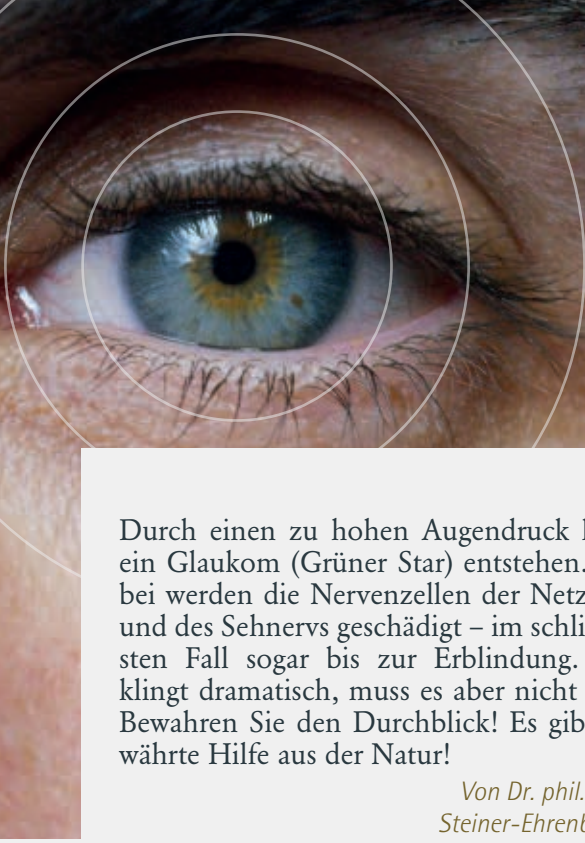 Durch einen zu hohen Augendruck
ein Glaukom (Grüner Star) entstehen.
bei werden die Nervenzellen der Netz
und des Sehnervs geschädigt – im schli
sten Fall sogar bis zur Erblindung.
klingt dramatisch, muss es aber nicht
Bewahren Sie den Durchblick! Es gib
währte Hilfe aus der Natur!
Von Dr. phil.
Steiner-Ehrenb